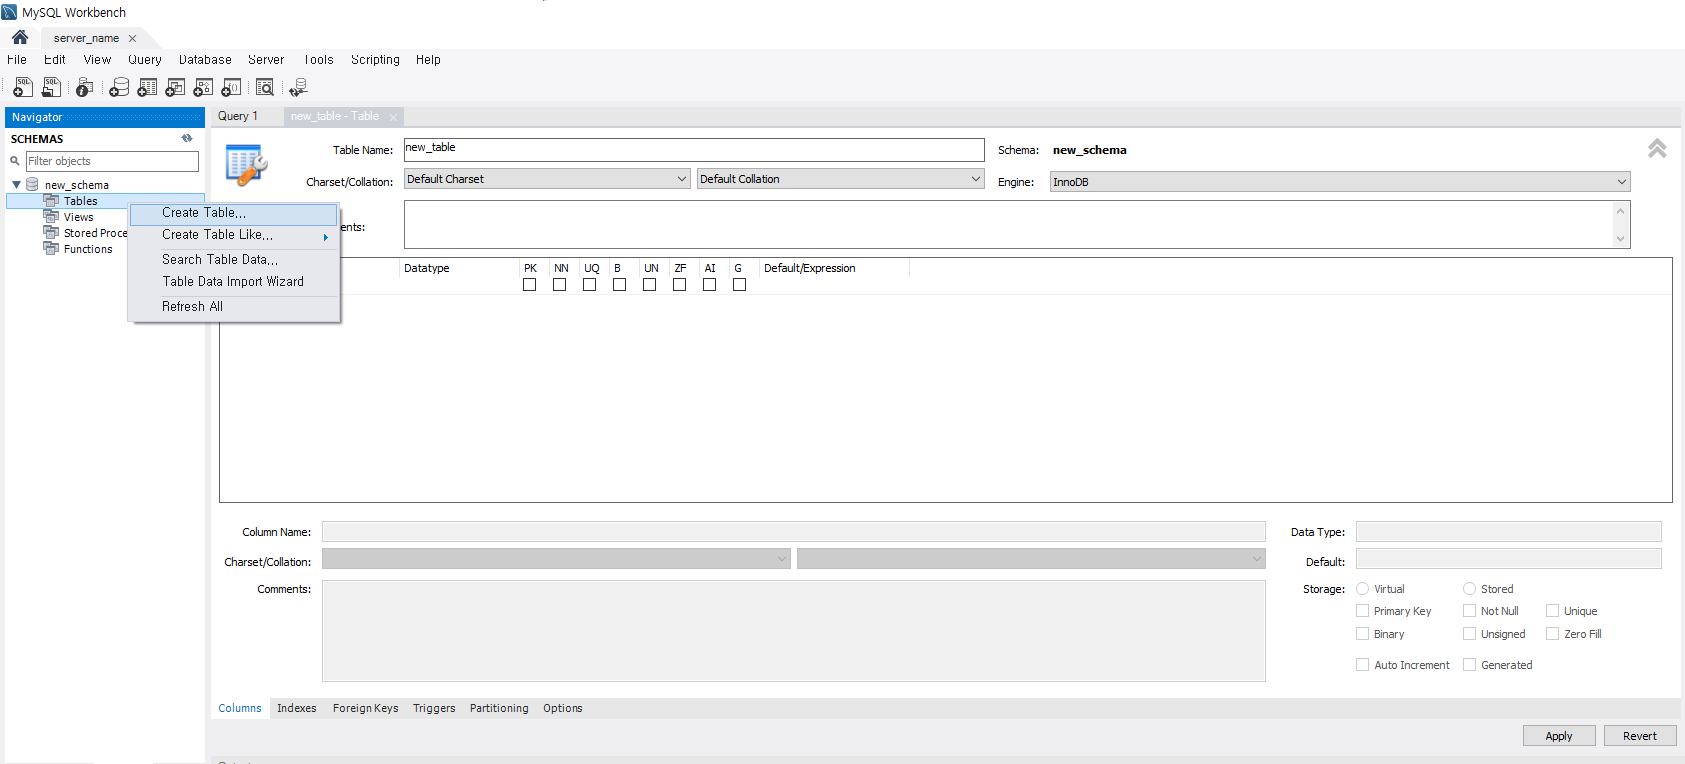 MySQL Workbench
server_name
File Edit View Query Database Server Tools Scripting Help
Navigator
SCHEMAS
Filter objects
new_schema
Tables
Views
Stored Proce
Functions
Create Table...
Create Table Like...
Search Table Data...
Table Data Import Wizard
Refresh All
Query 1 new_table - Table
Table Name: new_table Schema: new_schema
Charset/Collation: Default Charset Default Collation Engine: InnoDB
ents:
Datatype PK NN UQ B UN ZF AI G Default/Expression
Column Name: Data Type:
Charset/Collation: Default:
Comments: Storage: Virtual Stored
Primary Key Not Null Unique
Binary Unsigned Zero Fill
Auto Increment Generated
Columns Indexes Foreign Keys Triggers Partitioning Options
Apply Revert